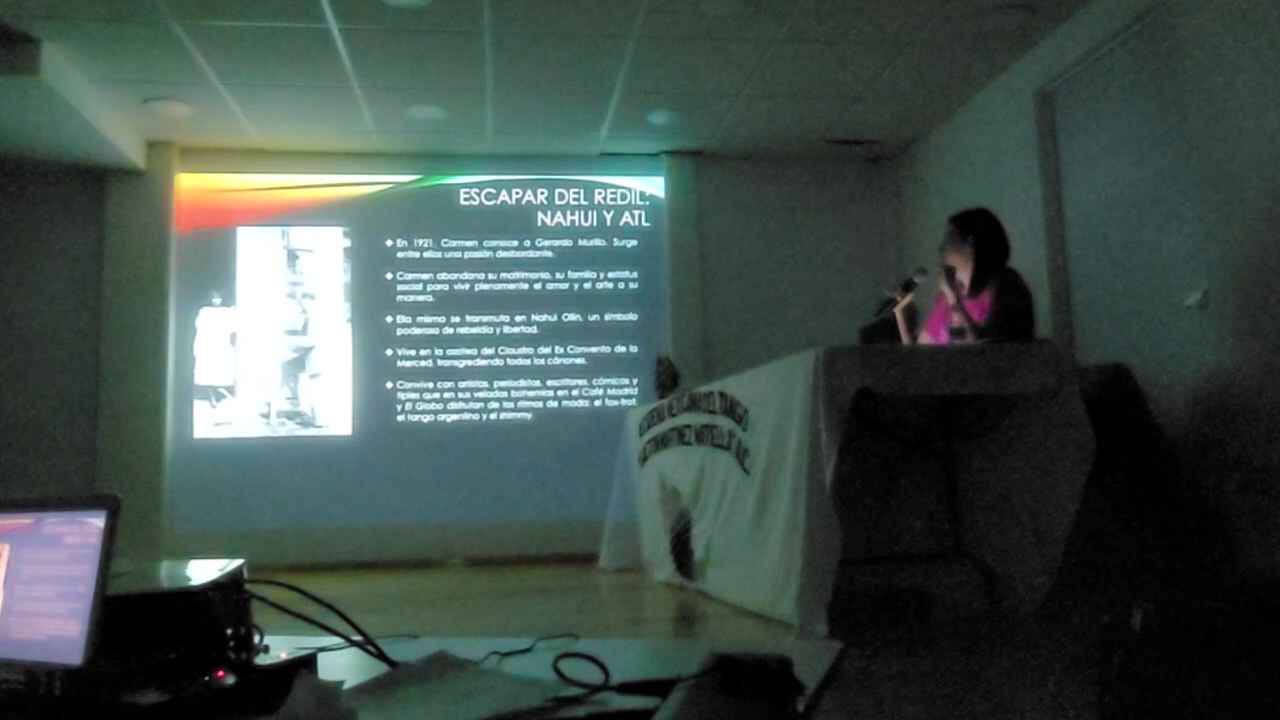 ESCAPAR DEL REDIL:
NAHUI Y ATL
❖ En 1921, Carmen conoce a Gerardo Murillo. Surge
entre ellos una pasión desbordante.
❖ Carmen abandona su matrimonio, su familia y estatus
social para vivir plenamente el amor y el arte a su
manera.
❖ Ella misma se transmuta en Nahui Olin, un símbolo
poderoso de rebeldía y libertad.
❖ Vive en la azotea del Claustro del Ex Convento de la
Merced, transgrediendo todos los cánones.
❖ Convive con artistas, periodistas, escritores, cómicos y
tiples que en sus veladas bohemias en el Café Madrid
y El Globo disfrutan de los ritmos de moda: el fox-trot,
el tango argentino y el shimmy.
DEL TANGO
A.C.